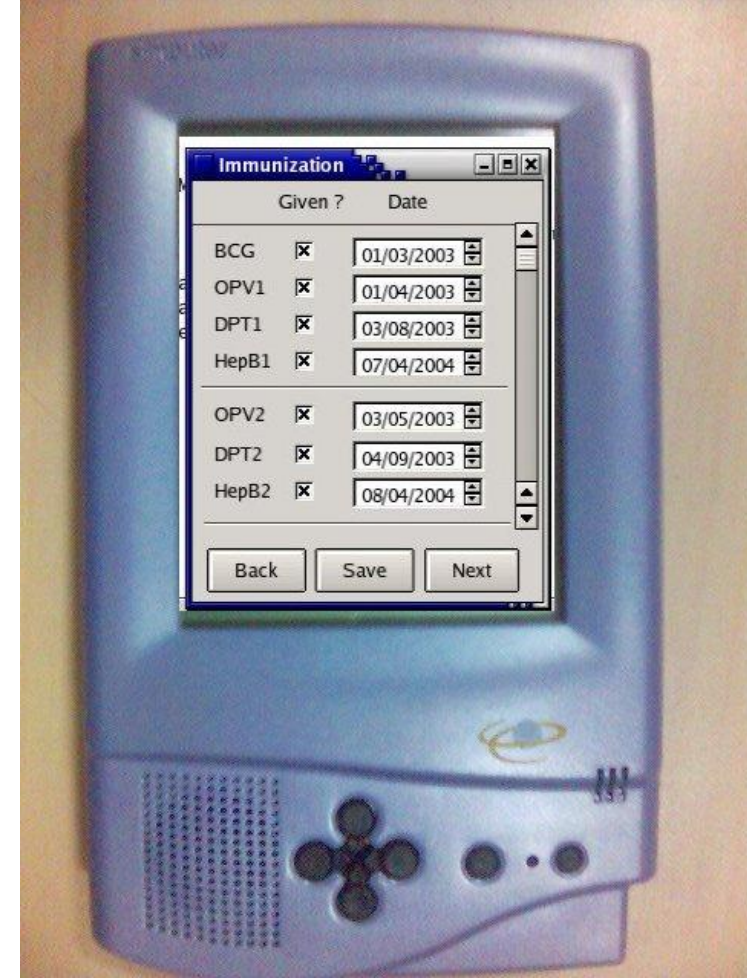 Immunization
Given ? Date
BCG 01/03/2003
OPV1 01/04/2003
DPT1 03/08/2003
HepB1 07/04/2004
OPV2 03/05/2003
DPT2 04/09/2003
HepB2 08/04/2004
Back Save Next